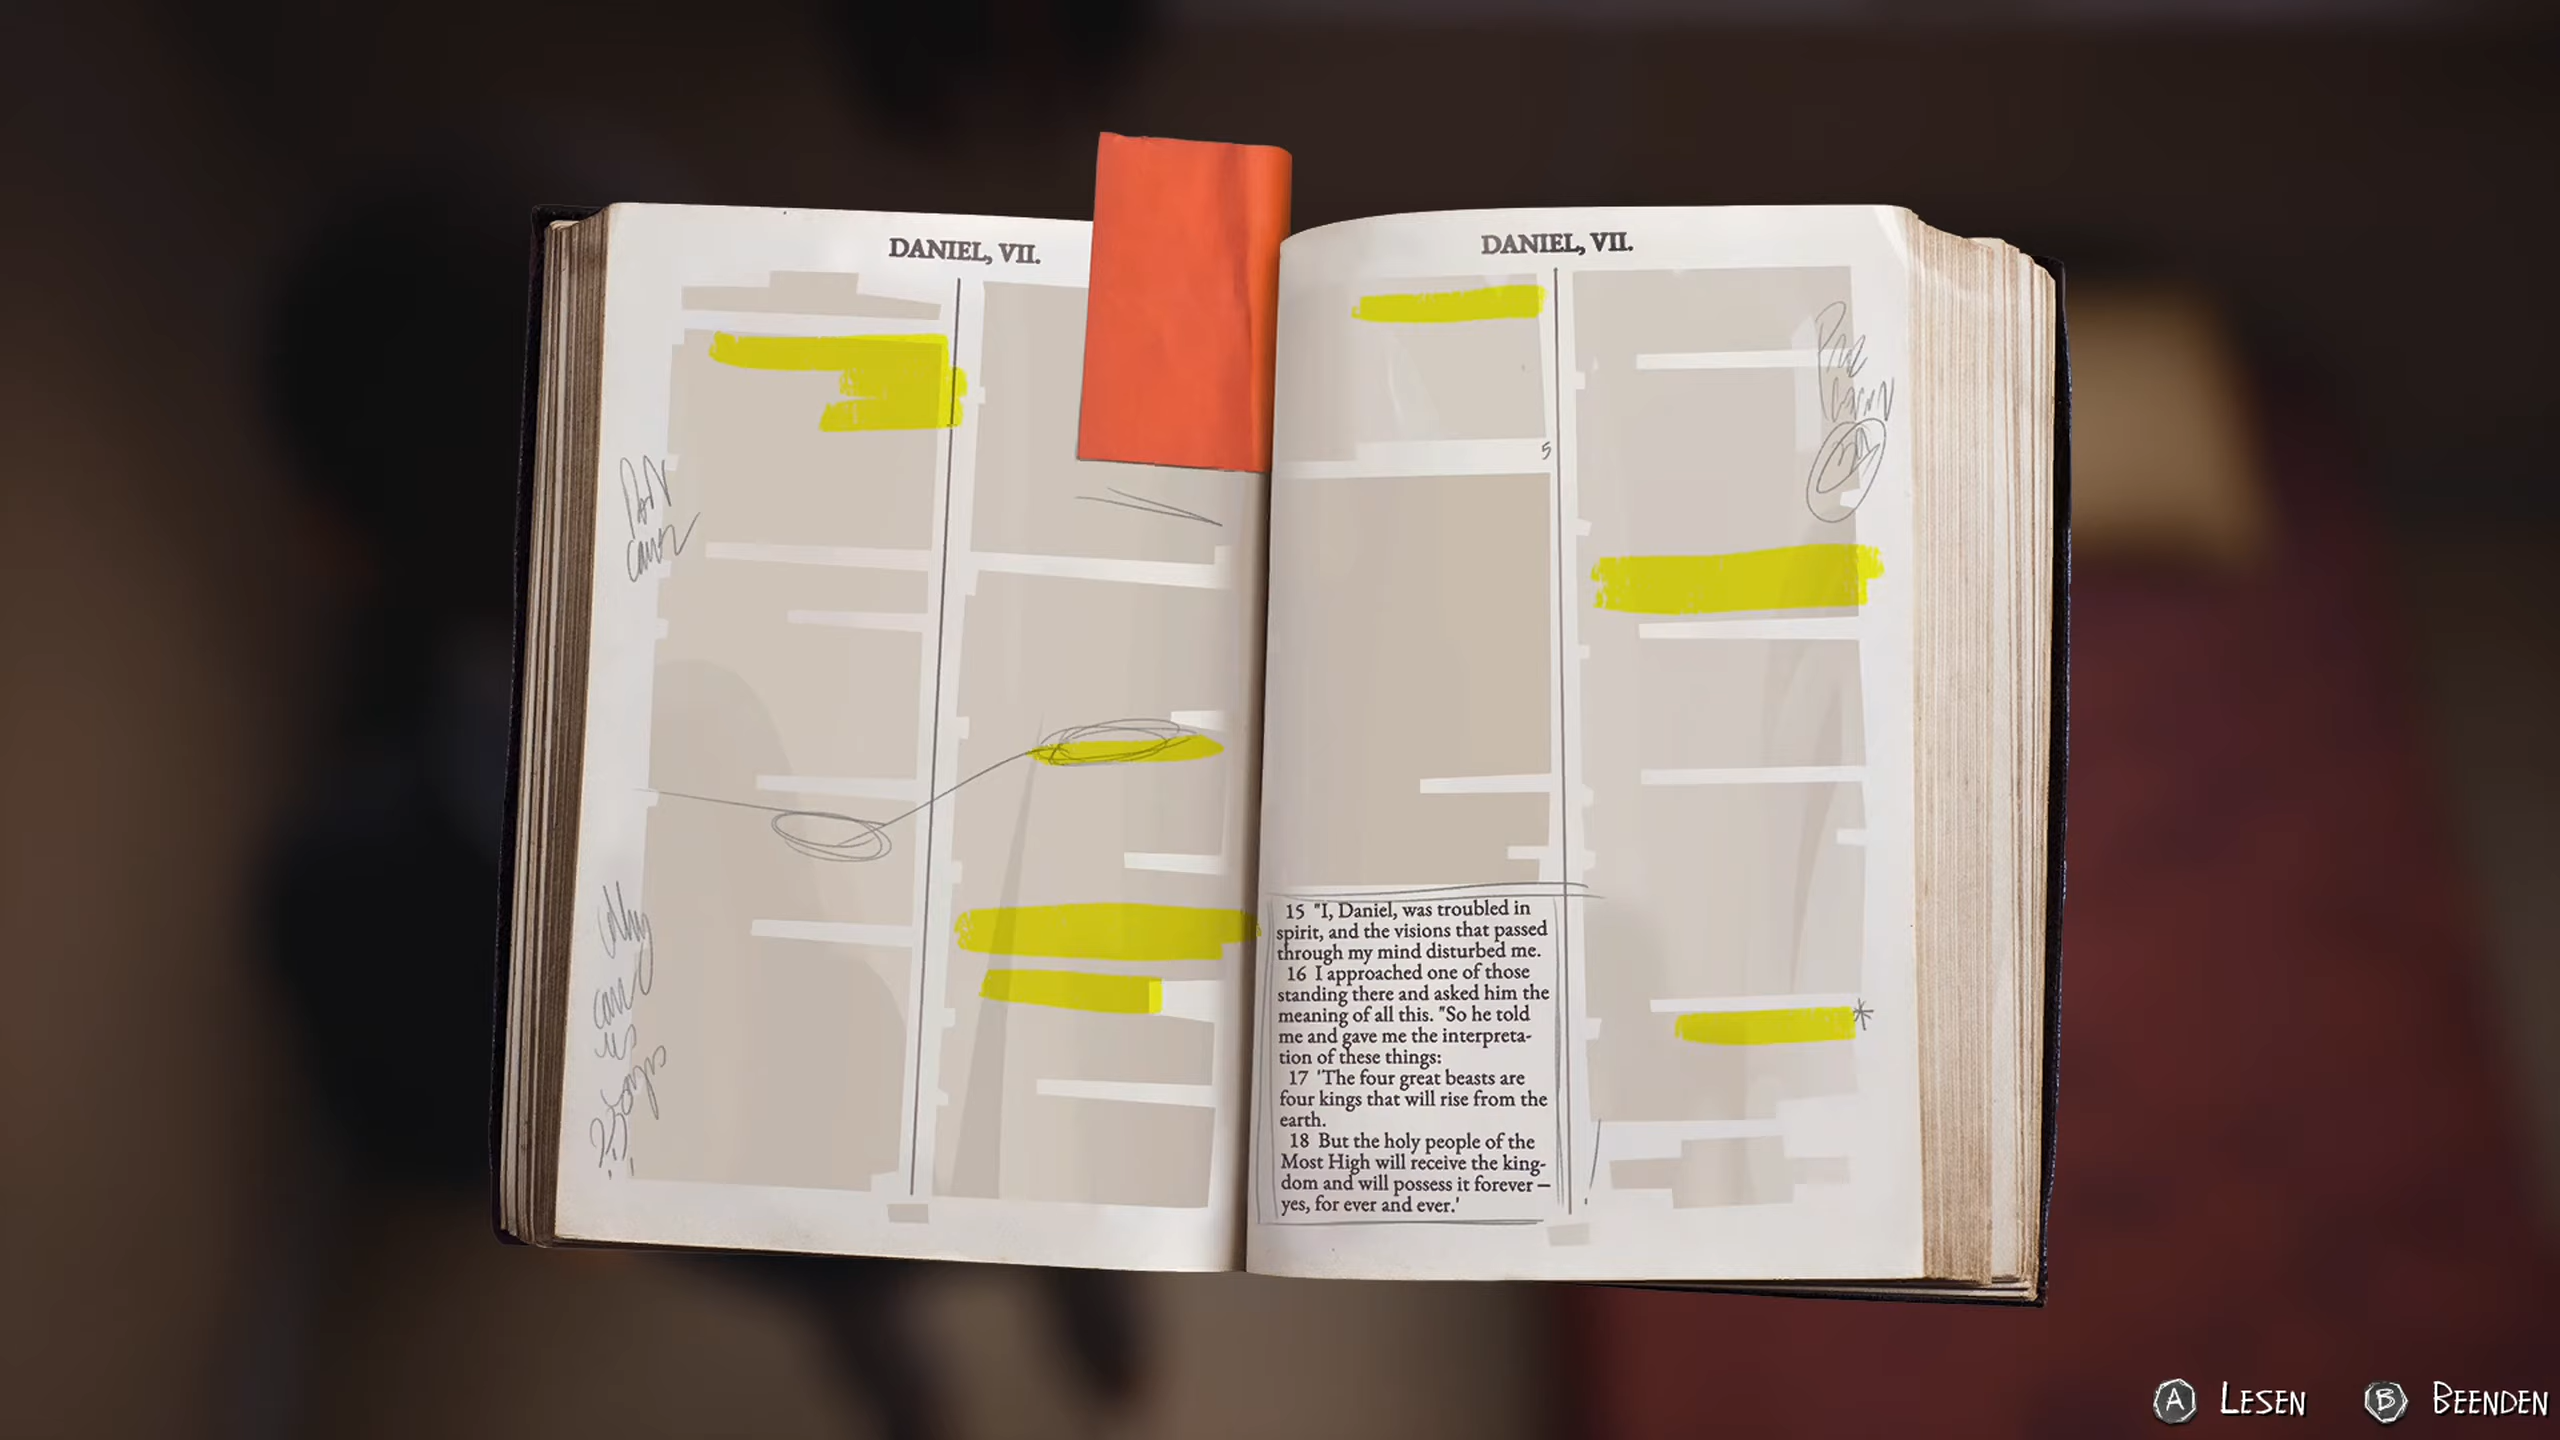 DANIEL, VII.
DANIEL, VII.
5
15 "I, Daniel, was troubled in
spirit, and the visions that passed
through my mind disturbed me.
16 I approached one of those
standing there and asked him the
meaning of all this. "So he told
me and gave me the interpreta-
tion of these things:
17 'The four great beasts are
four kings that will rise from the
earth.
18 But the holy people of the
Most High will receive the king-
dom and will possess it forever —
yes, for ever and ever.'
*
A LESEN B BEENDEN